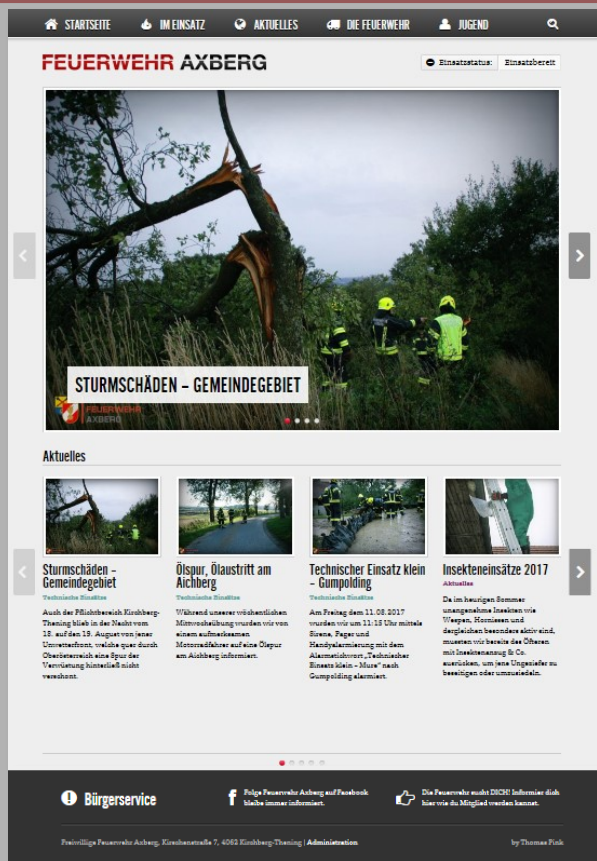 STARTSEITE IM EINSATZ AKTUELLES DIE FEUERWEHR JUGEND
FEUERWEHR AXBERG
Einsatzstatus: Einsatzbereit
STURMSCHÄDEN – GEMEINDEGEBIET
FEUERWEHR
AXBERG
Aktuelles
Sturmschäden –
Gemeindegebiet
Technische Einsätze
Auch der Pflichtbereich Kirchberg-
Thening blieb in der Nacht vom
18. auf den 19. August von jener
Unwetterfront, welche quer durch
Oberösterreich eine Spur der
Verwüstung hinterließ nicht
verschont.
Ölspur, Ölaustritt am
Aichberg
Technische Einsätze
Während unserer wöchentlichen
Mittwochsübung wurden wir von
einem aufmerksamen
Motorradfahrer auf eine Ölspur
am Aichberg informiert.
Technischer Einsatz klein
– Gumpolding
Technische Einsätze
Am Freitag dem 11.08.2017
wurden wir um 11:15 Uhr mittels
Sirene, Pager und
Handyalarmierung mit dem
Alarmstichwort „Technischer
Einsatz klein – Mure“ nach
Gumpolding alarmiert.
Insekteneinsätze 2017
Aktuelles
Da im heurigen Sommer
unangenehme Insekten wie
Wespen, Hornissen und
dergleichen besonders aktiv sind,
mussten wir bereits des Öfteren
mit Insektenanzug & Co.
ausrücken, um jene Ungeziefer zu
beseitigen oder umzusiedeln.
Bürgerservice
Folge Feuerwehr Axberg auf Facebook
bleibe immer informiert.
Die Feuerwehr sucht DICH! Informier dich
hier wie du Mitglied werden kannst.
Freiwillige Feuerwehr Axberg, Kirschenstraße 7, 4062 Kirchberg-Thening | Administration
by Thomas Fink